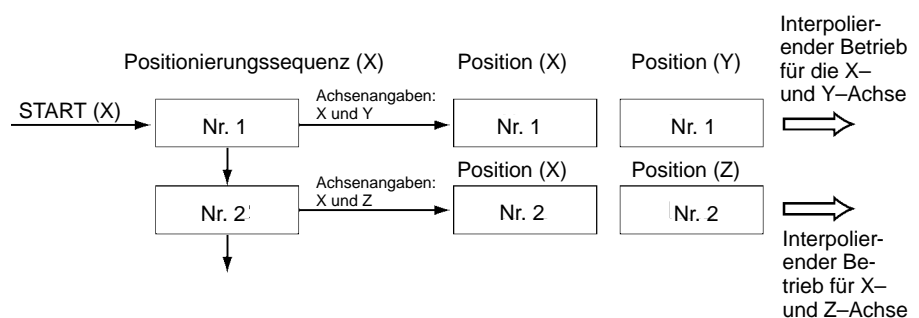 Interpolier-
ender Betrieb
für die X–
und Y–Achse
Positionierungssequenz (X)
Position (X)
Position (Y)
START (X)
Achsenangaben:
X und Y
Nr. 1
Nr. 1
Nr. 1
Achsenangaben:
X und Z
Position (X)
Position (Z)
Nr. 2
Nr. 2
Nr. 2
Interpolier-
ender Be-
trieb für X–
und Z–Achse